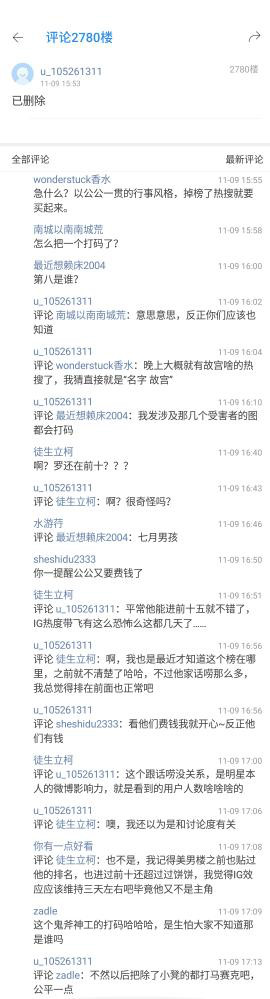 评论2780楼
u_105261311
2780楼
11-09 15:53
已删除
全部评论
最新评论
wonderstuck香水
11-09 15:55
急什么？以公公一贯的行事风格，掉榜了热搜就要
买起来。
南城以南南城荒
11-09 15:58
怎么把一个打码了？
最近想赖床2004
11-09 16:00
第八是谁？
u_105261311
11-09 16:02
评论 南城以南南城荒：意思意思，反正你们应该也
知道
u_105261311
11-09 16:04
评论 wonderstuck香水：晚上大概就有故宫啥的热
搜了，我猜直接就是“名字 故宫”
u_105261311
11-09 16:10
评论 最近想赖床2004：我发涉及那几个受害者的图
都会打码
徒生立柯
11-09 16:40
啊？罗还在前十？？？
u_105261311
11-09 16:43
评论 徒生立柯：啊？很奇怪吗？
水游荇
11-09 16:46
评论 最近想赖床2004：七月男孩
sheshidu2333
11-09 16:50
你一提醒公公又要费钱了
徒生立柯
11-09 16:51
评论 u_105261311：平常他能进前十五就不错了，
IG热度带飞有这么恐怖么这都几天了......
u_105261311
11-09 16:56
评论 徒生立柯：啊，我也是最近才知道这个榜在哪
里，之前就不清楚了哈哈，不过他家话唠那么多，
我总觉得排在前面也正常吧
u_105261311
11-09 16:56
评论 sheshidu2333：看他们费钱我就开心~反正他
们有钱
徒生立柯
11-09 17:00
评论 u_105261311：这个跟话唠没关系，是明星本
人的微博影响力，就是看到的用户人数啥啥啥的
u_105261311
11-09 17:06
评论 徒生立柯：噢，我还以为是和讨论度有关
你有一点好看
11-09 17:08
评论 徒生立柯：也不是，我记得美男楼之前也贴过
他的排名，也进过前十还超过过饼饼，我觉得IG效
应应该维持三天左右吧毕竟他又不是主角
zadle
11-09 17:09
这个鬼斧神工的打码哈哈哈，是生怕大家不知道那
是谁吗
u_105261311
11-09 17:13
评论 zadle：不然以后把除了小凳的都打马赛克吧，
公平一点